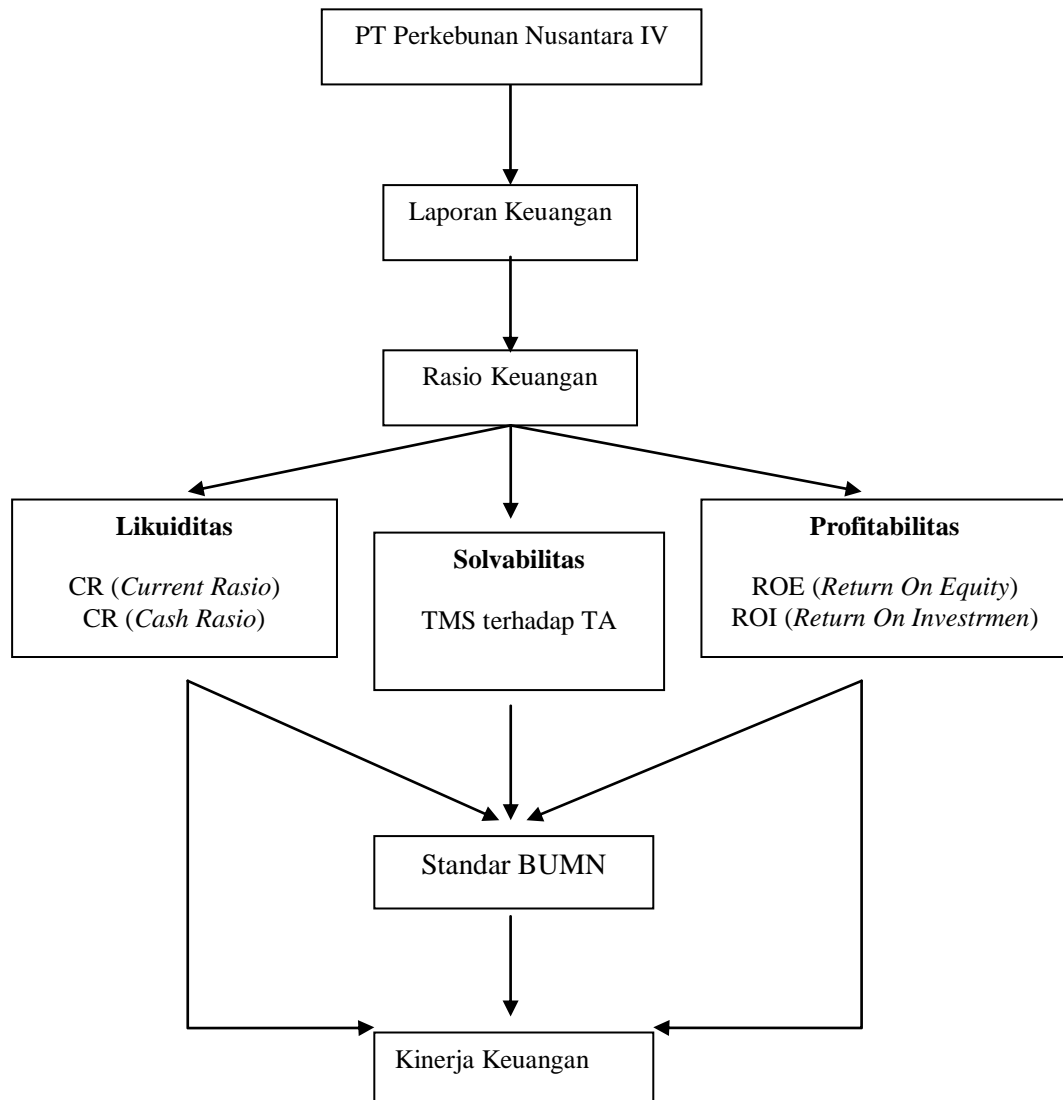 PT Perkebunan Nusantara IV
Laporan Keuangan
Rasio Keuangan
Likuiditas
CR (Current Rasio)
CR (Cash Rasio)
Solvabilitas
TMS terhadap TA
Profitabilitas
ROE (Return On Equity)
ROI (Return On Investrmen)
Standar BUMN
Kinerja Keuangan